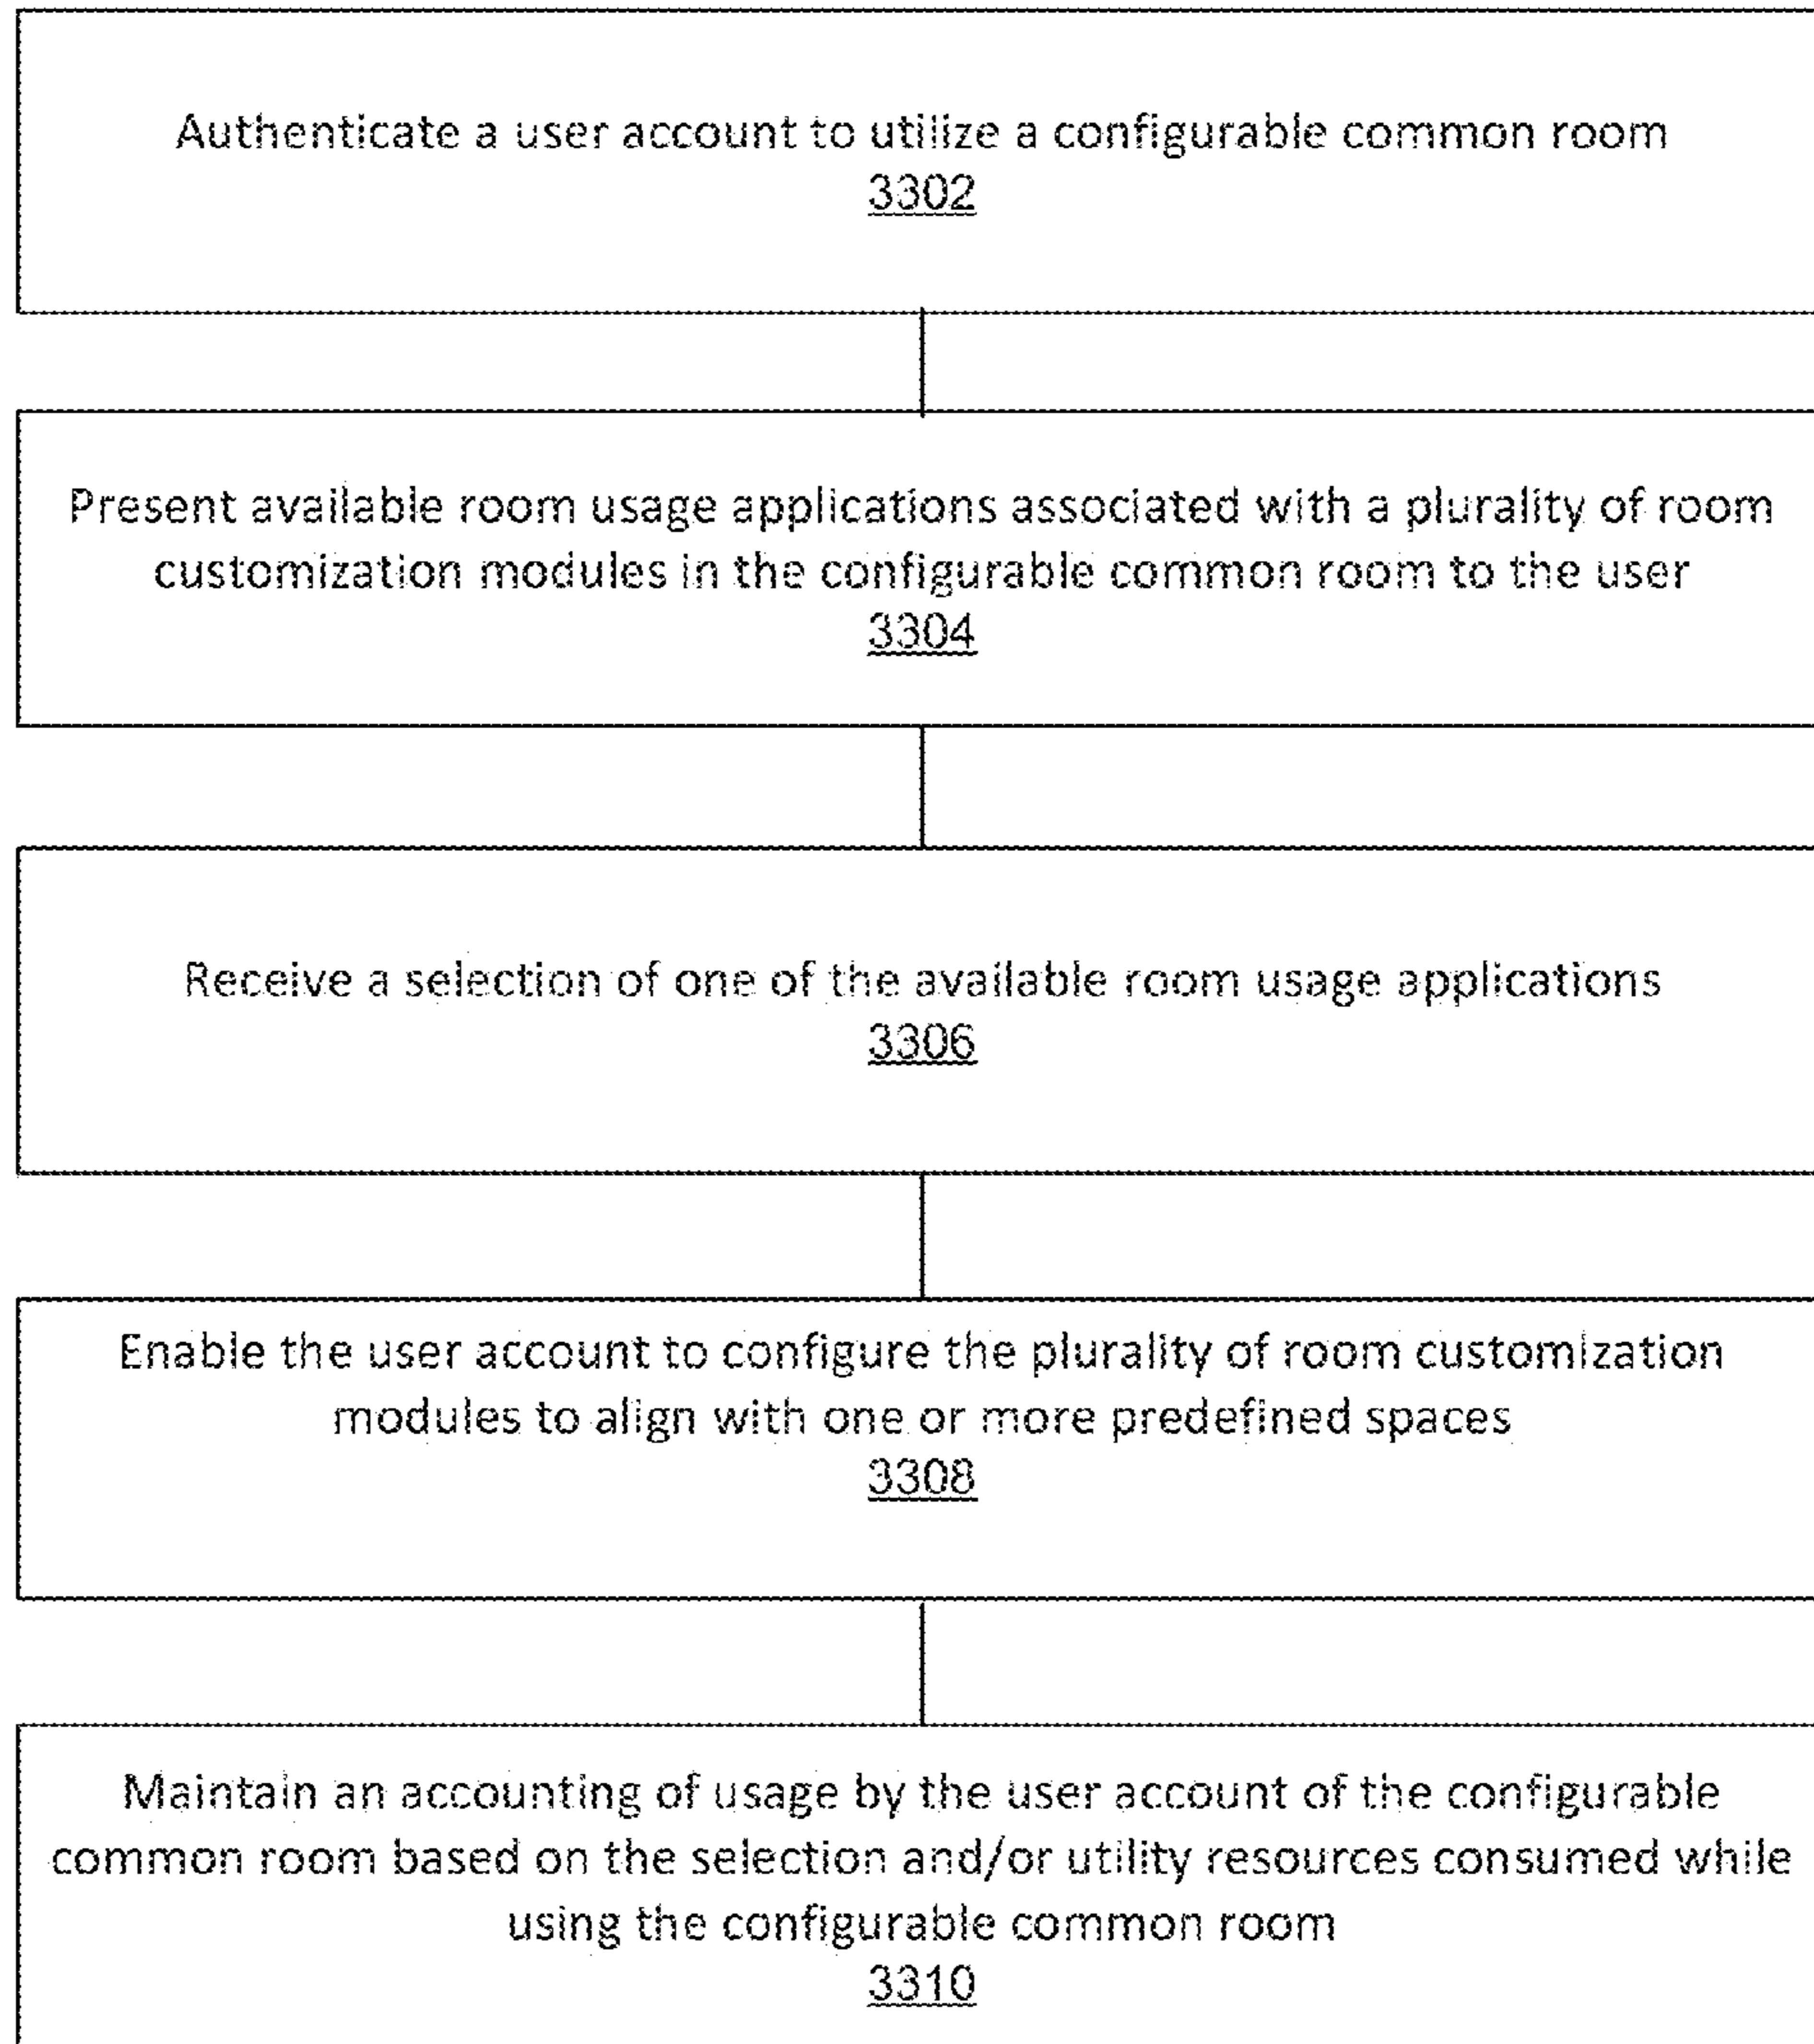 Authenticate a user account to utilize a configurable common room
3302
Present available room usage applications associated with a plurality of room
customization modules in the configurable common room to the user
3304
Receive a selection of one of the available room usage applications
3306
Enable the user account to configure the plurality of room customization
modules to align with one or more predefined spaces
3308
Maintain an accounting of usage by the user account of the configurable
common room based on the selection and/or utility resources consumed while
using the configurable common room
3310